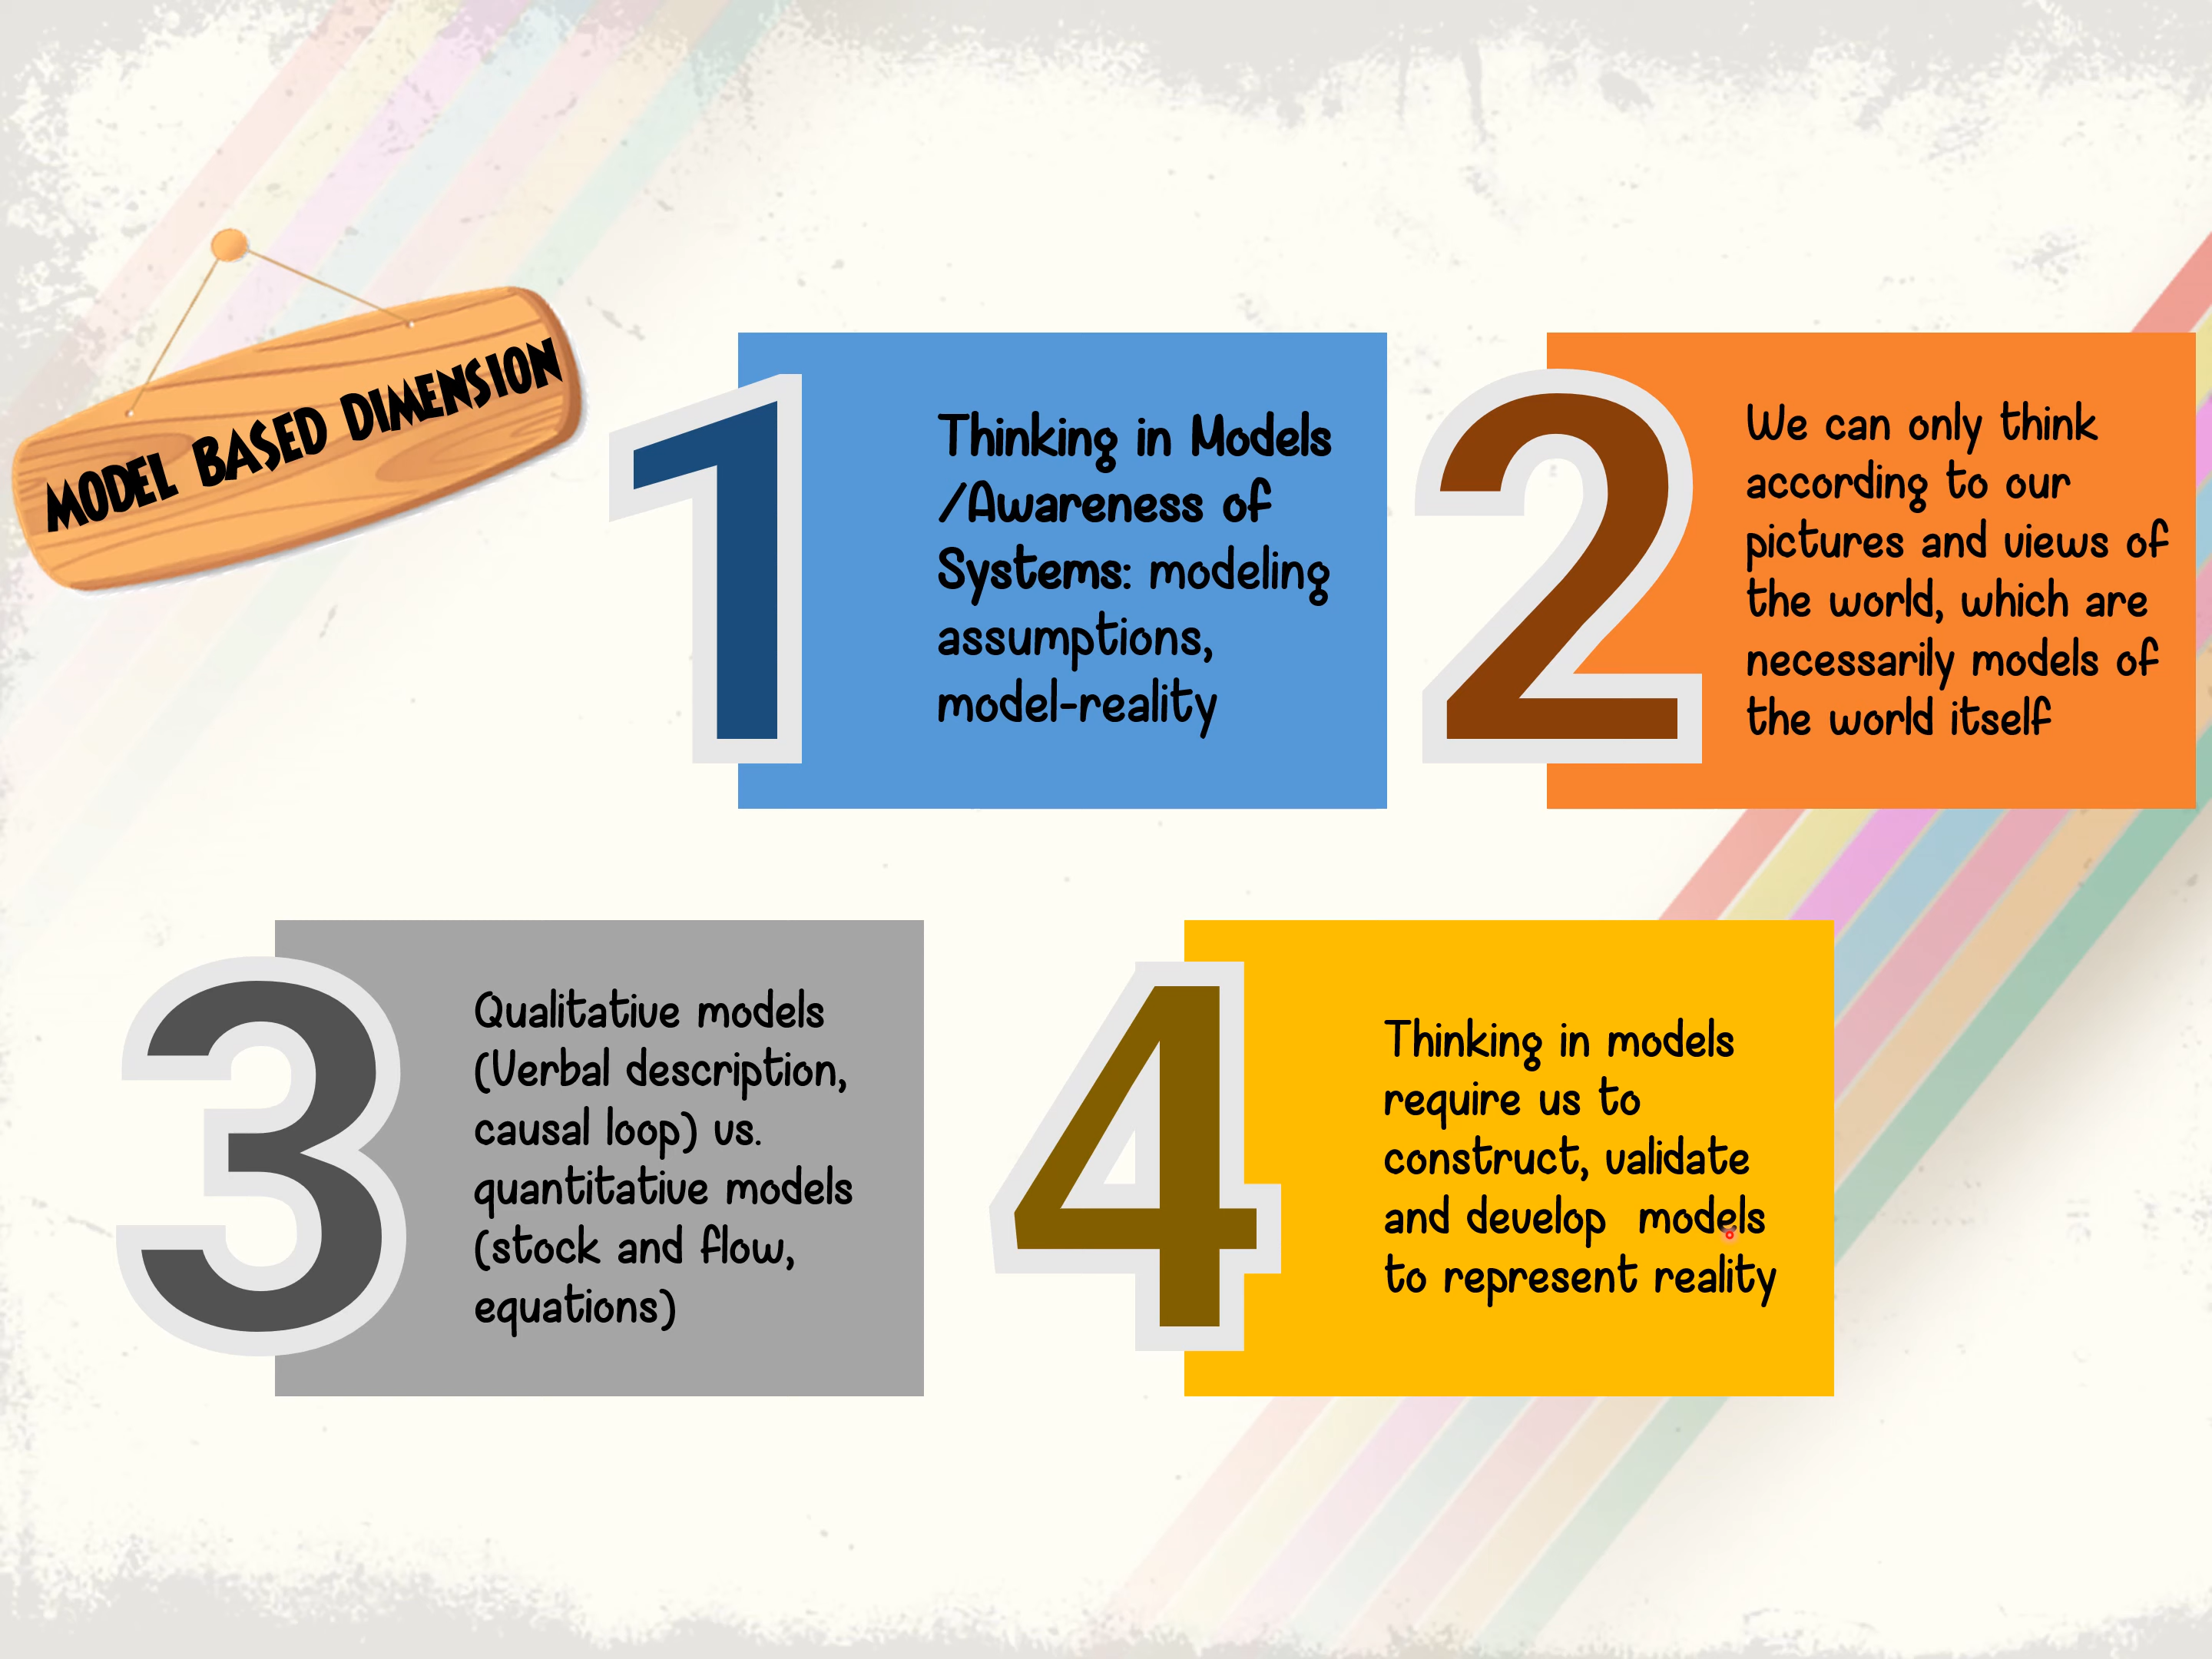 MODEL BASED DIMENSION
1
Thinking in Models
/Awareness of
Systems: modeling
assumptions,
model-reality
2
We can only think
according to our
pictures and views of
the world, which are
necessarily models of
the world itself
3
Qualitative models
(Verbal description,
causal loop) vs.
quantitative models
(stock and flow,
equations)
4
Thinking in models
require us to
construct, validate
and develop  models
to represent reality